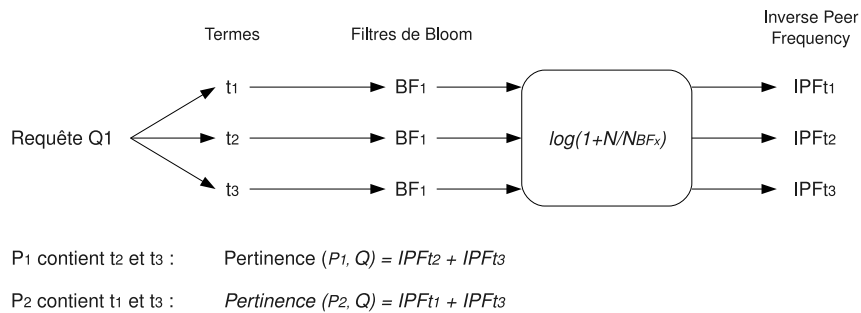 Termes
Filtres de Bloom
Inverse Peer
Frequency
t1
BF1
IPFt1
Requête Q1
t2
BF1
log(1+N/NBFx)
IPFt2
t3
BF1
IPFt3
P1 contient t2 et t3 : Pertinence (P1, Q) = IPFt2 + IPFt3
P2 contient t1 et t3 : Pertinence (P2, Q) = IPFt1 + IPFt3